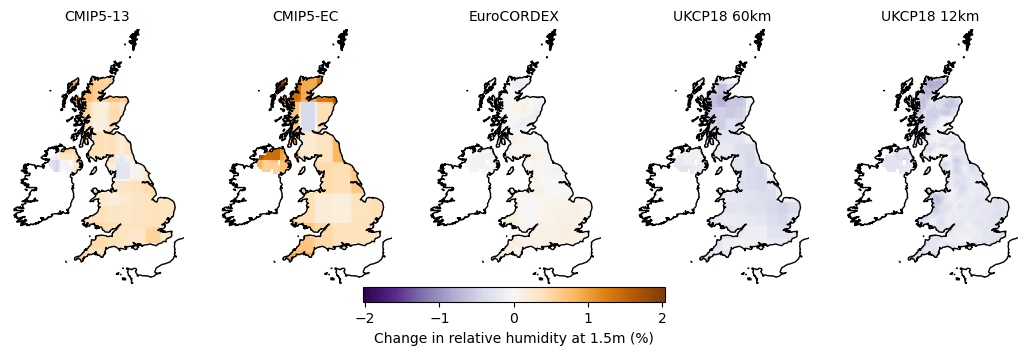 CMIP5-13
CMIP5-EC
EuroCORDEX
UKCP18 60km
UKCP18 12km
−2
−1
0
1
2
Change in relative humidity at 1.5m (%)